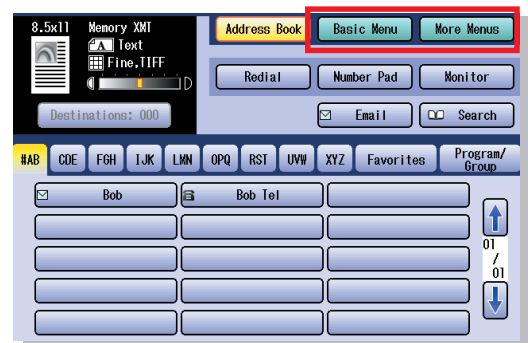 8.5x11 Memory XMT
A Text
Fine,TIFF
D
Destinations: 000
Address Book Basic Menu More Menus
Redial Number Pad Monitor
Email Search
#AB CDE FGH IJK LMN OPQ RST UVW XYZ Favorites Program/
Group
Bob Bob Tel
01
/
01